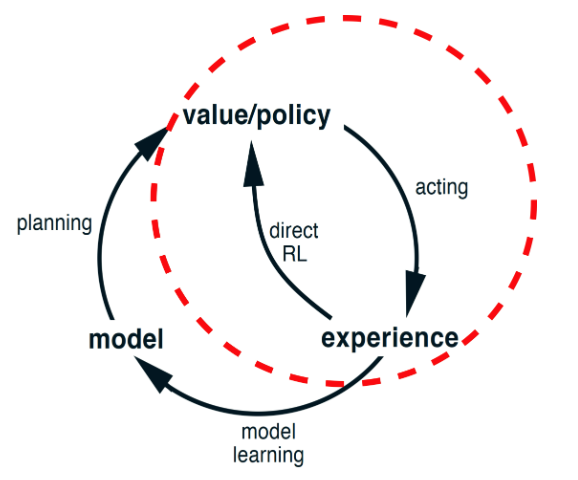 value/policy
acting
planning
direct
RL
model
experience
model
learning